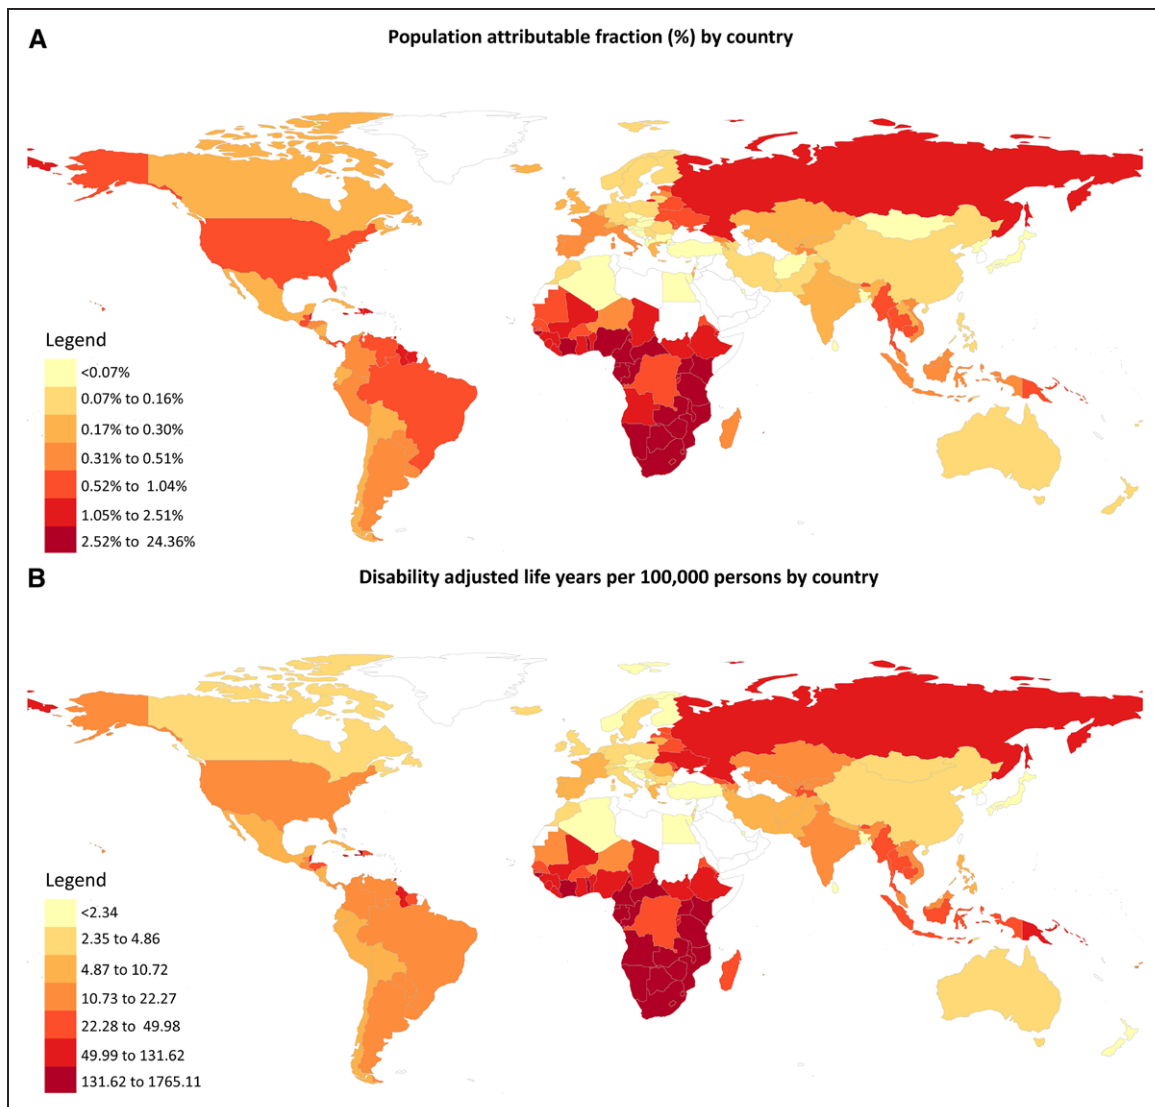 A
Population attributable fraction (%) by country
Legend
<0.07%
0.07% to 0.16%
0.17% to 0.30%
0.31% to 0.51%
0.52% to 1.04%
1.05% to 2.51%
2.52% to 24.36%
B
Disability adjusted life years per 100,000 persons by country
Legend
<2.34
2.35 to 4.86
4.87 to 10.72
10.73 to 22.27
22.28 to 49.98
49.99 to 131.62
131.62 to 1765.11